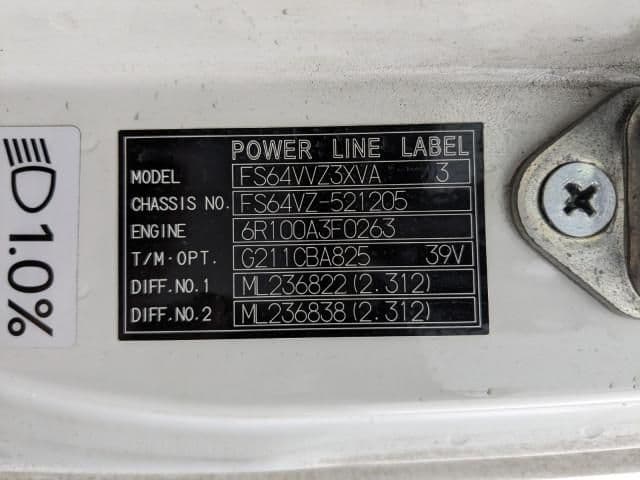 POWER LINE LABEL
MODEL FS64VVZ3XVA 3
CHASSIS NO. FS64VZ-521205
ENGINE 6R100A3F0263
T/M·OPT. G211CBA825 39V
DIFF.NO.1 ML236822(2.312)
DIFF.NO.2 ML236838(2.312)
1.0%